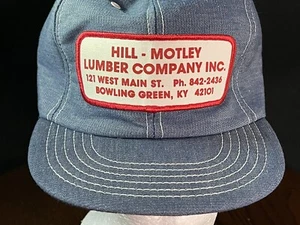 HILL - MOTLEY
LUMBER COMPANY INC.
121 WEST MAIN ST. Ph. 842-2436
BOWLING GREEN, KY 42101